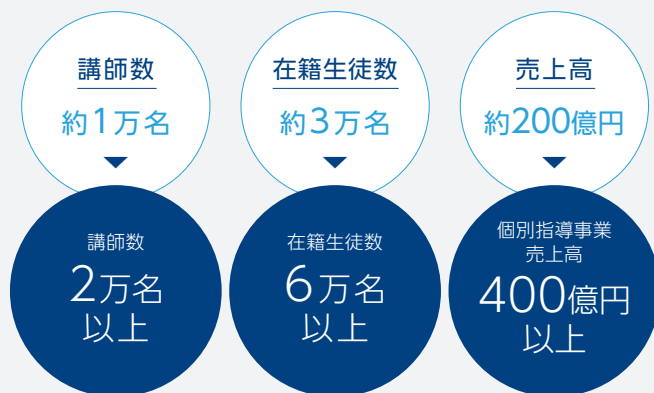 講師数
約1万名
在籍生徒数
約3万名
売上高
約200億円
講師数
2万名
以上
在籍生徒数
6万名
以上
個別指導事業
売上高
400億円
以上